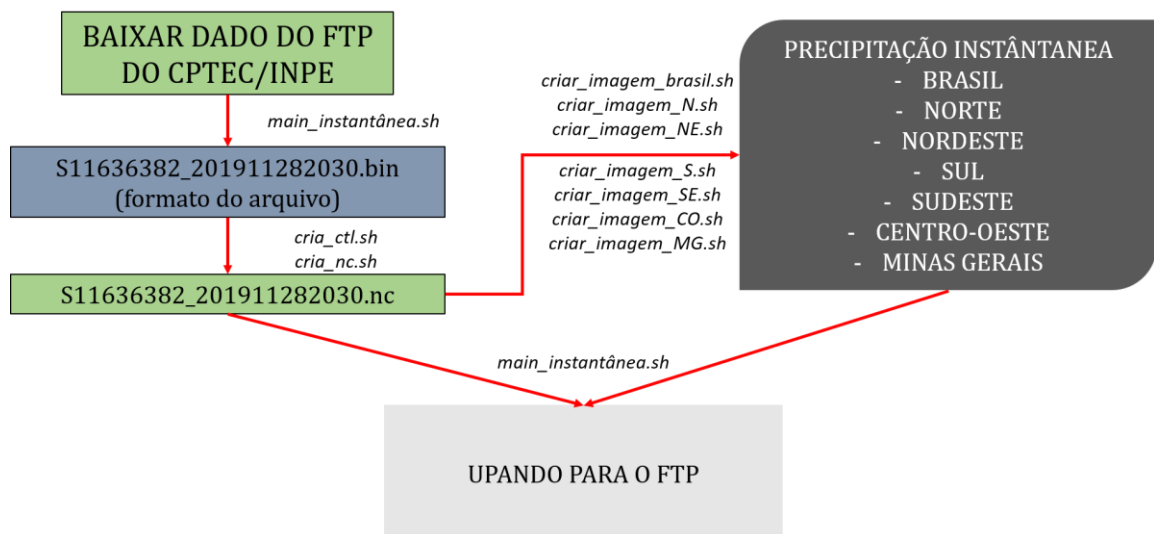 BAIXAR DADO DO FTP
DO CPTEC/INPE
main_instantânea.sh
S11636382_201911282030.bin
(formato do arquivo)
cria_ctl.sh
cria_nc.sh
S11636382_201911282030.nc
criar_imagem_brasil.sh
criar_imagem_N.sh
criar_imagem_NE.sh
criar_imagem_S.sh
criar_imagem_SE.sh
criar_imagem_CO.sh
criar_imagem_MG.sh
PRECIPITAÇÃO INSTÂNTANEA
- BRASIL
- NORTE
- NORDESTE
- SUL
- SUDESTE
- CENTRO-OESTE
- MINAS GERAIS
main_instantânea.sh
UPANDO PARA O FTP